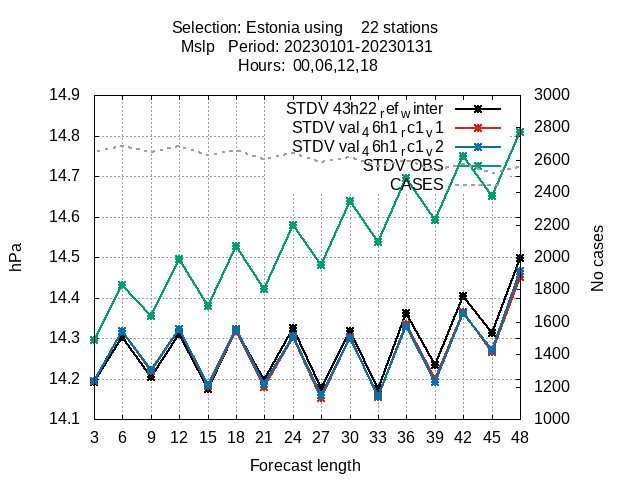 Selection: Estonia using    22 stations
Mslp   Period: 20230101-20230131
Hours:  00,06,12,18
STDV 43h22refwinter
STDV val46h1rc1v1
STDV val46h1rc1v2
STDV OBS
CASES
hPa
14.9
14.8
14.7
14.6
14.5
14.4
14.3
14.2
14.1
3000
2800
2600
2400
2200
2000
1800
1600
1400
1200
1000
No cases
3 6 9 12 15 18 21 24 27 30 33 36 39 42 45 48
Forecast length